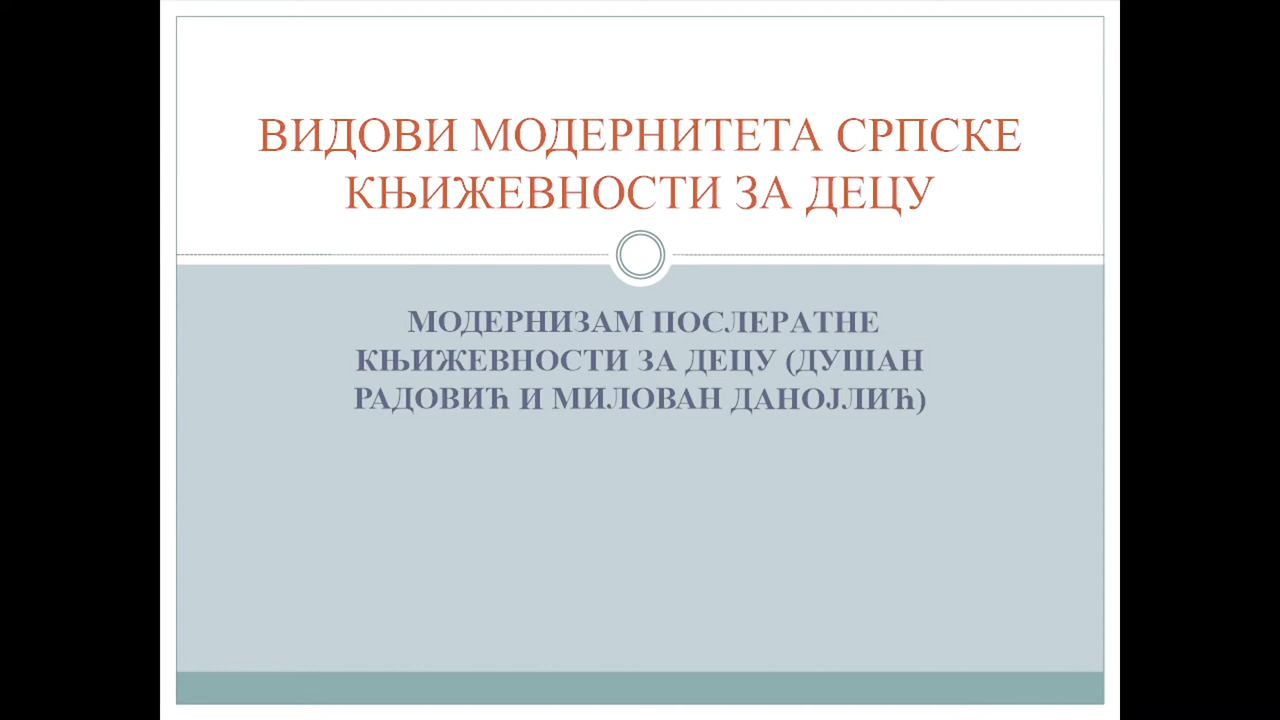 ВИДОВИ МОДЕРНИТЕТА СРПСКЕ
КЊИЖЕВНОСТИ ЗА ДЕЦУ
МОДЕРНИЗАМ ПОСЛЕРАТНЕ
КЊИЖЕВНОСТИ ЗА ДЕЦУ (ДУШАН
РАДОВИЋ И МИЛОВАН ДАНОЈЛИЋ)